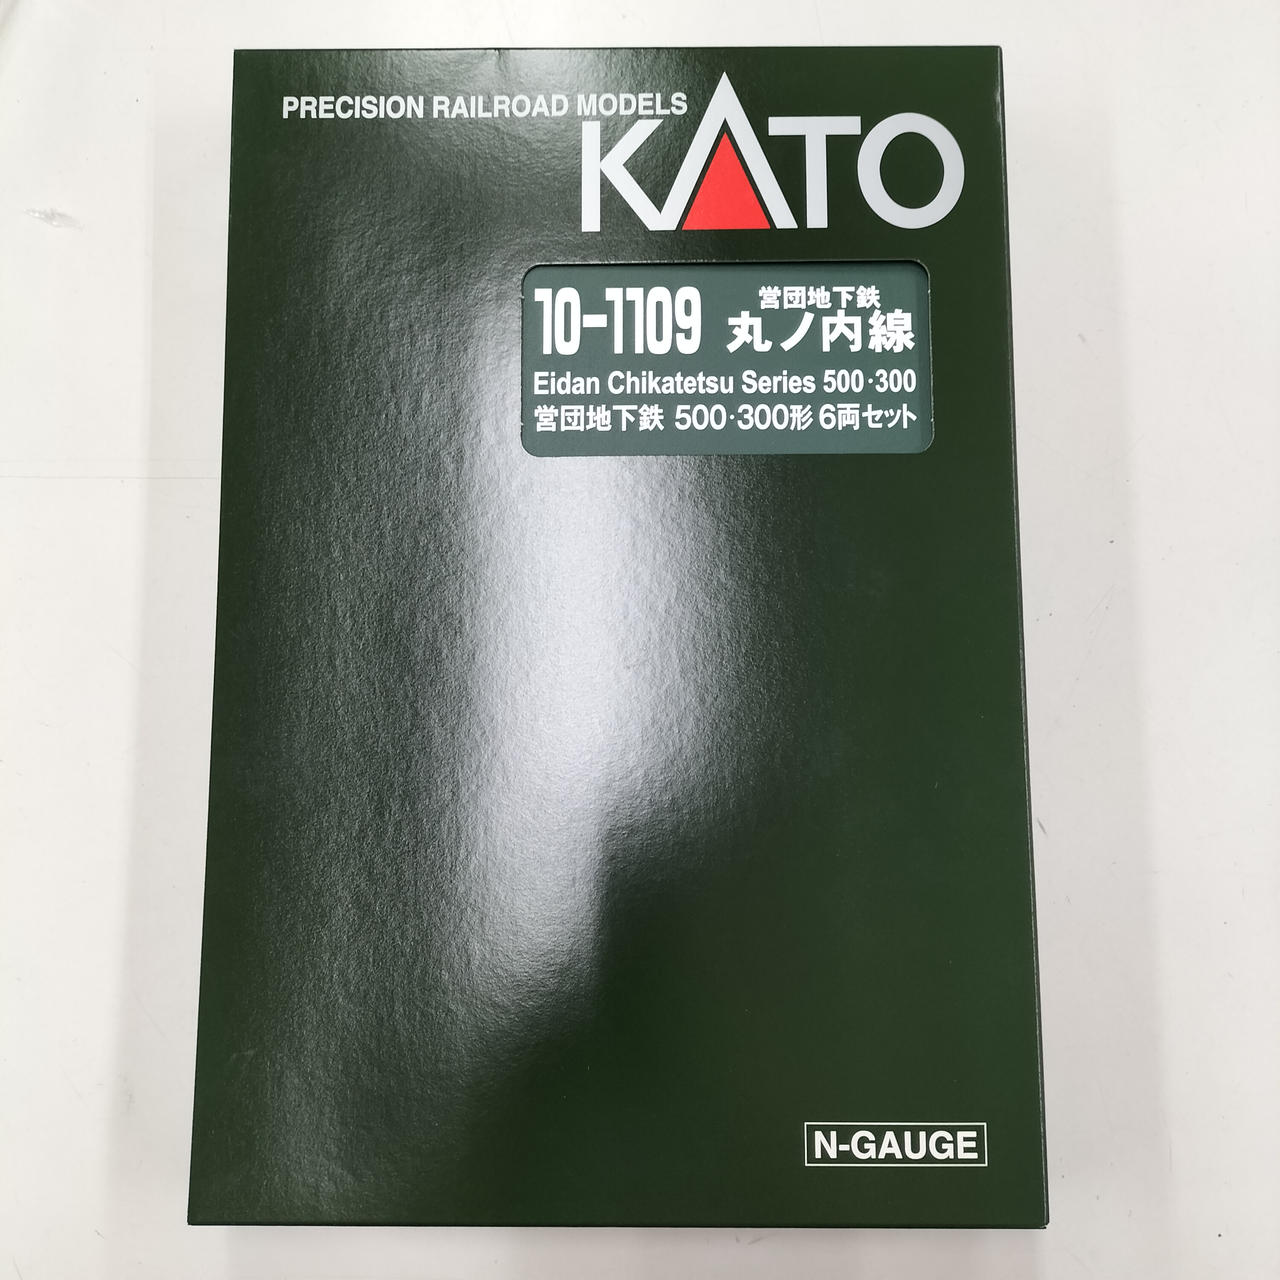 PRECISION RAILROAD MODELS
KATO
10-1109
営団地下鉄
丸ノ内線
Eidan Chikatetsu Series 500・300
営団地下鉄 500・300形 6両セット
N-GAUGE